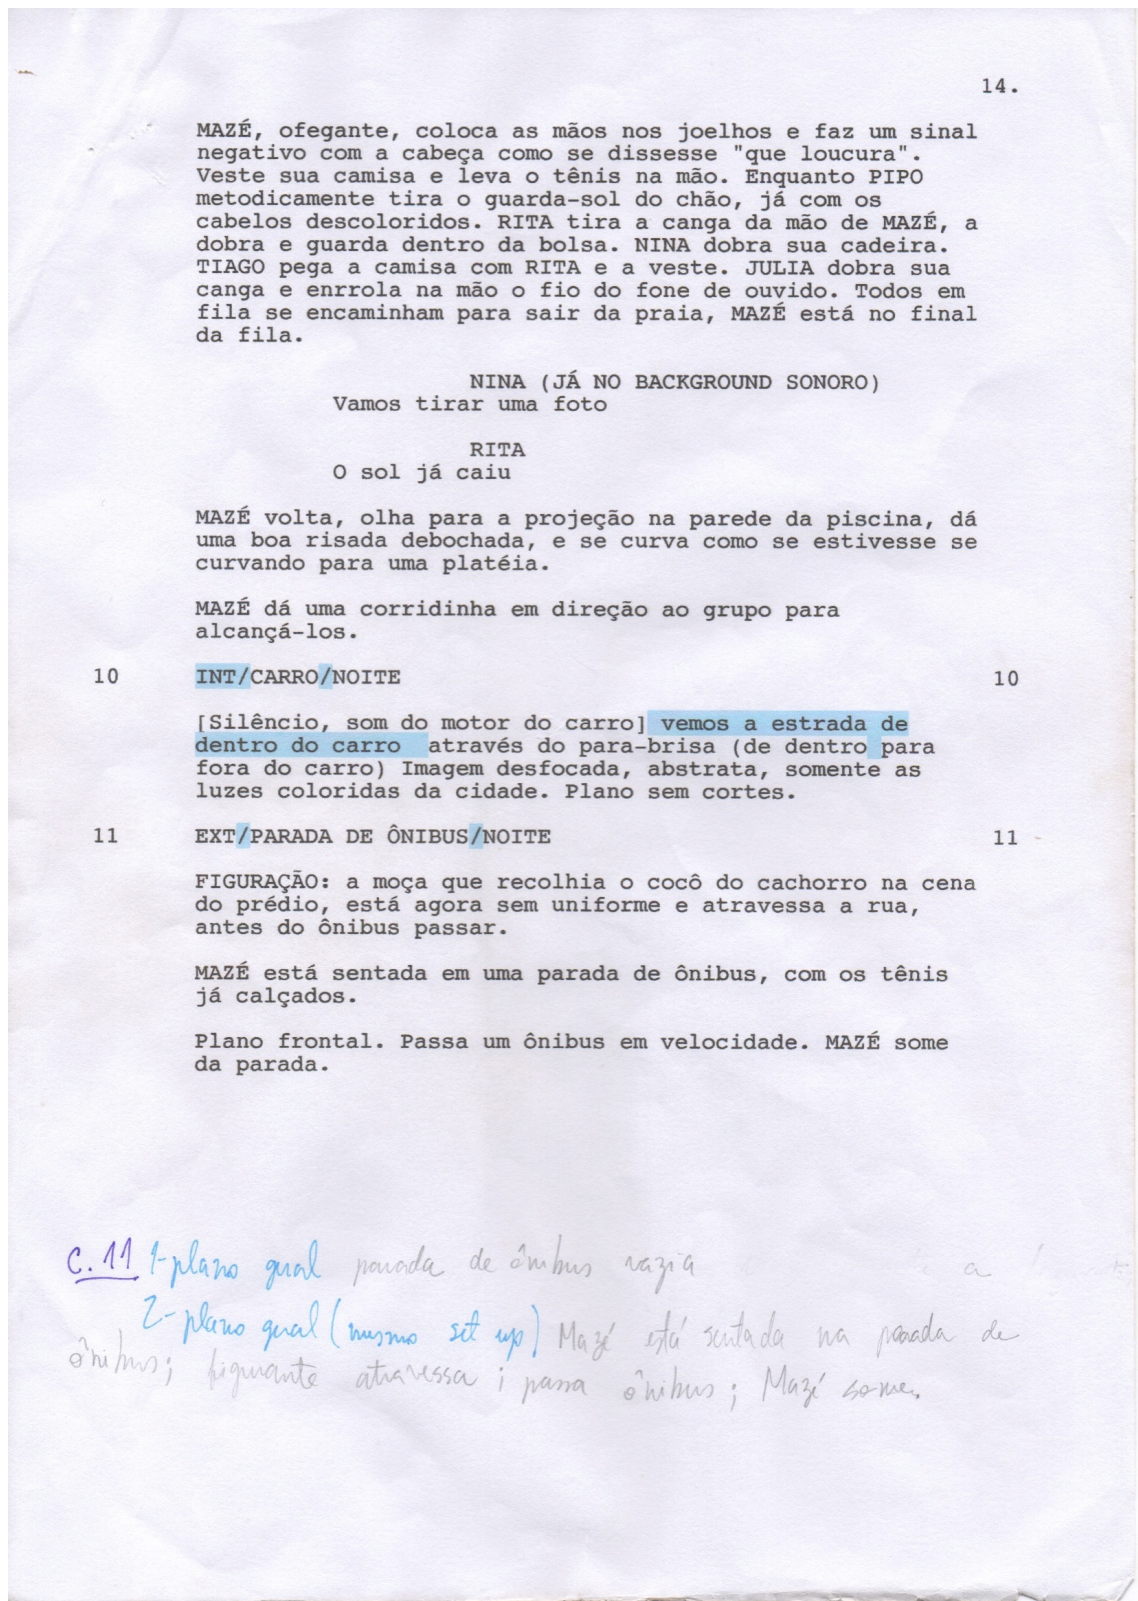 14.
MAZÉ, ofegante, coloca as mãos nos joelhos e faz um sinal
negativo com a cabeça como se dissesse "que loucura".
Veste sua camisa e leva o tênis na mão. Enquanto PIPO
metodicamente tira o guarda-sol do chão, já com os
cabelos descoloridos. RITA tira a canga da mão de MAZÉ, a
dobra e guarda dentro da bolsa. NINA dobra sua cadeira.
TIAGO pega a camisa com RITA e a veste. JULIA dobra sua
canga e enrrola na mão o fio do fone de ouvido. Todos em
fila se encaminham para sair da praia, MAZÉ está no final
da fila.
NINA (JÁ NO BACKGROUND SONORO)
Vamos tirar uma foto
RITA
O sol já caiu
MAZÉ volta, olha para a projeção na parede da piscina, dá
uma boa risada debochada, e se curva como se estivesse se
curvando para uma platéia.
MAZÉ dá uma corridinha em direção ao grupo para
alcançá-los.
10 INT/CARRO/NOITE 10
[Silêncio, som do motor do carro] vemos a estrada de
dentro do carro através do para-brisa (de dentro para
fora do carro) Imagem desfocada, abstrata, somente as
luzes coloridas da cidade. Plano sem cortes.
11 EXT/PARADA DE ÔNIBUS/NOITE 11
FIGURAÇÃO: a moça que recolhia o cocô do cachorro na cena
do prédio, está agora sem uniforme e atravessa a rua,
antes do ônibus passar.
MAZÉ está sentada em uma parada de ônibus, com os tênis
já calçados.
Plano frontal. Passa um ônibus em velocidade. MAZÉ some
da parada.
C.11 1-plano geral parada de ônibus vazia a
2-plano geral (mesmo set up) Mazé está sentada na parada de
ônibus; figurante atravessa; passa ônibus; Mazé some.